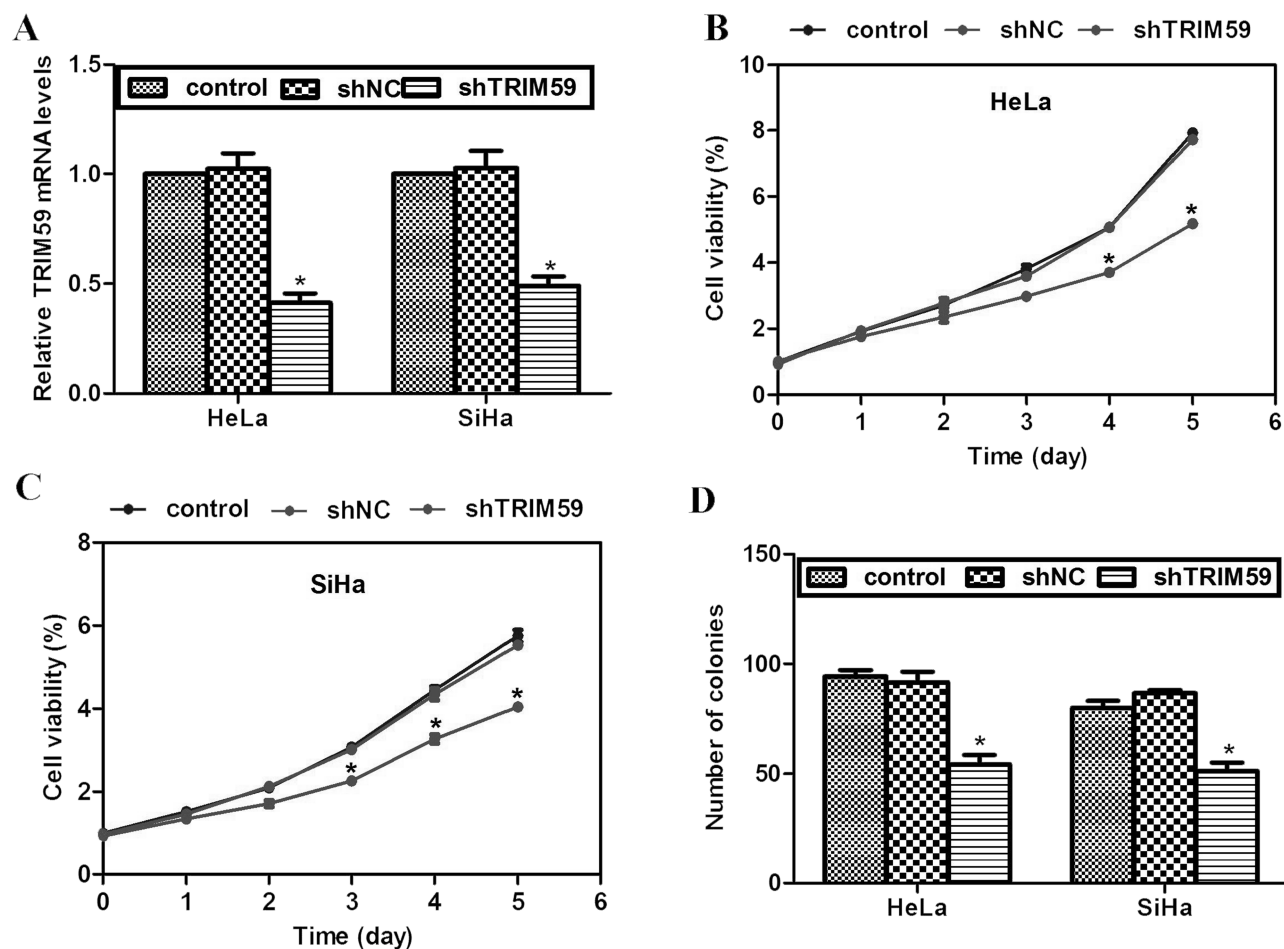 A
Relative TRIM59 mRNA levels
1.5
1.0
0.5
0.0
control shNC shTRIM59
*
*
HeLa SiHa
B
control shNC shTRIM59
HeLa
Cell viability (%)
10
8
6
4
2
0
*
*
0 1 2 3 4 5 6
Time (day)
C
control shNC shTRIM59
SiHa
Cell viability (%)
8
6
4
2
0
*
*
*
0 1 2 3 4 5 6
Time (day)
D
Number of colonies
150
100
50
0
control shNC shTRIM59
*
*
HeLa SiHa